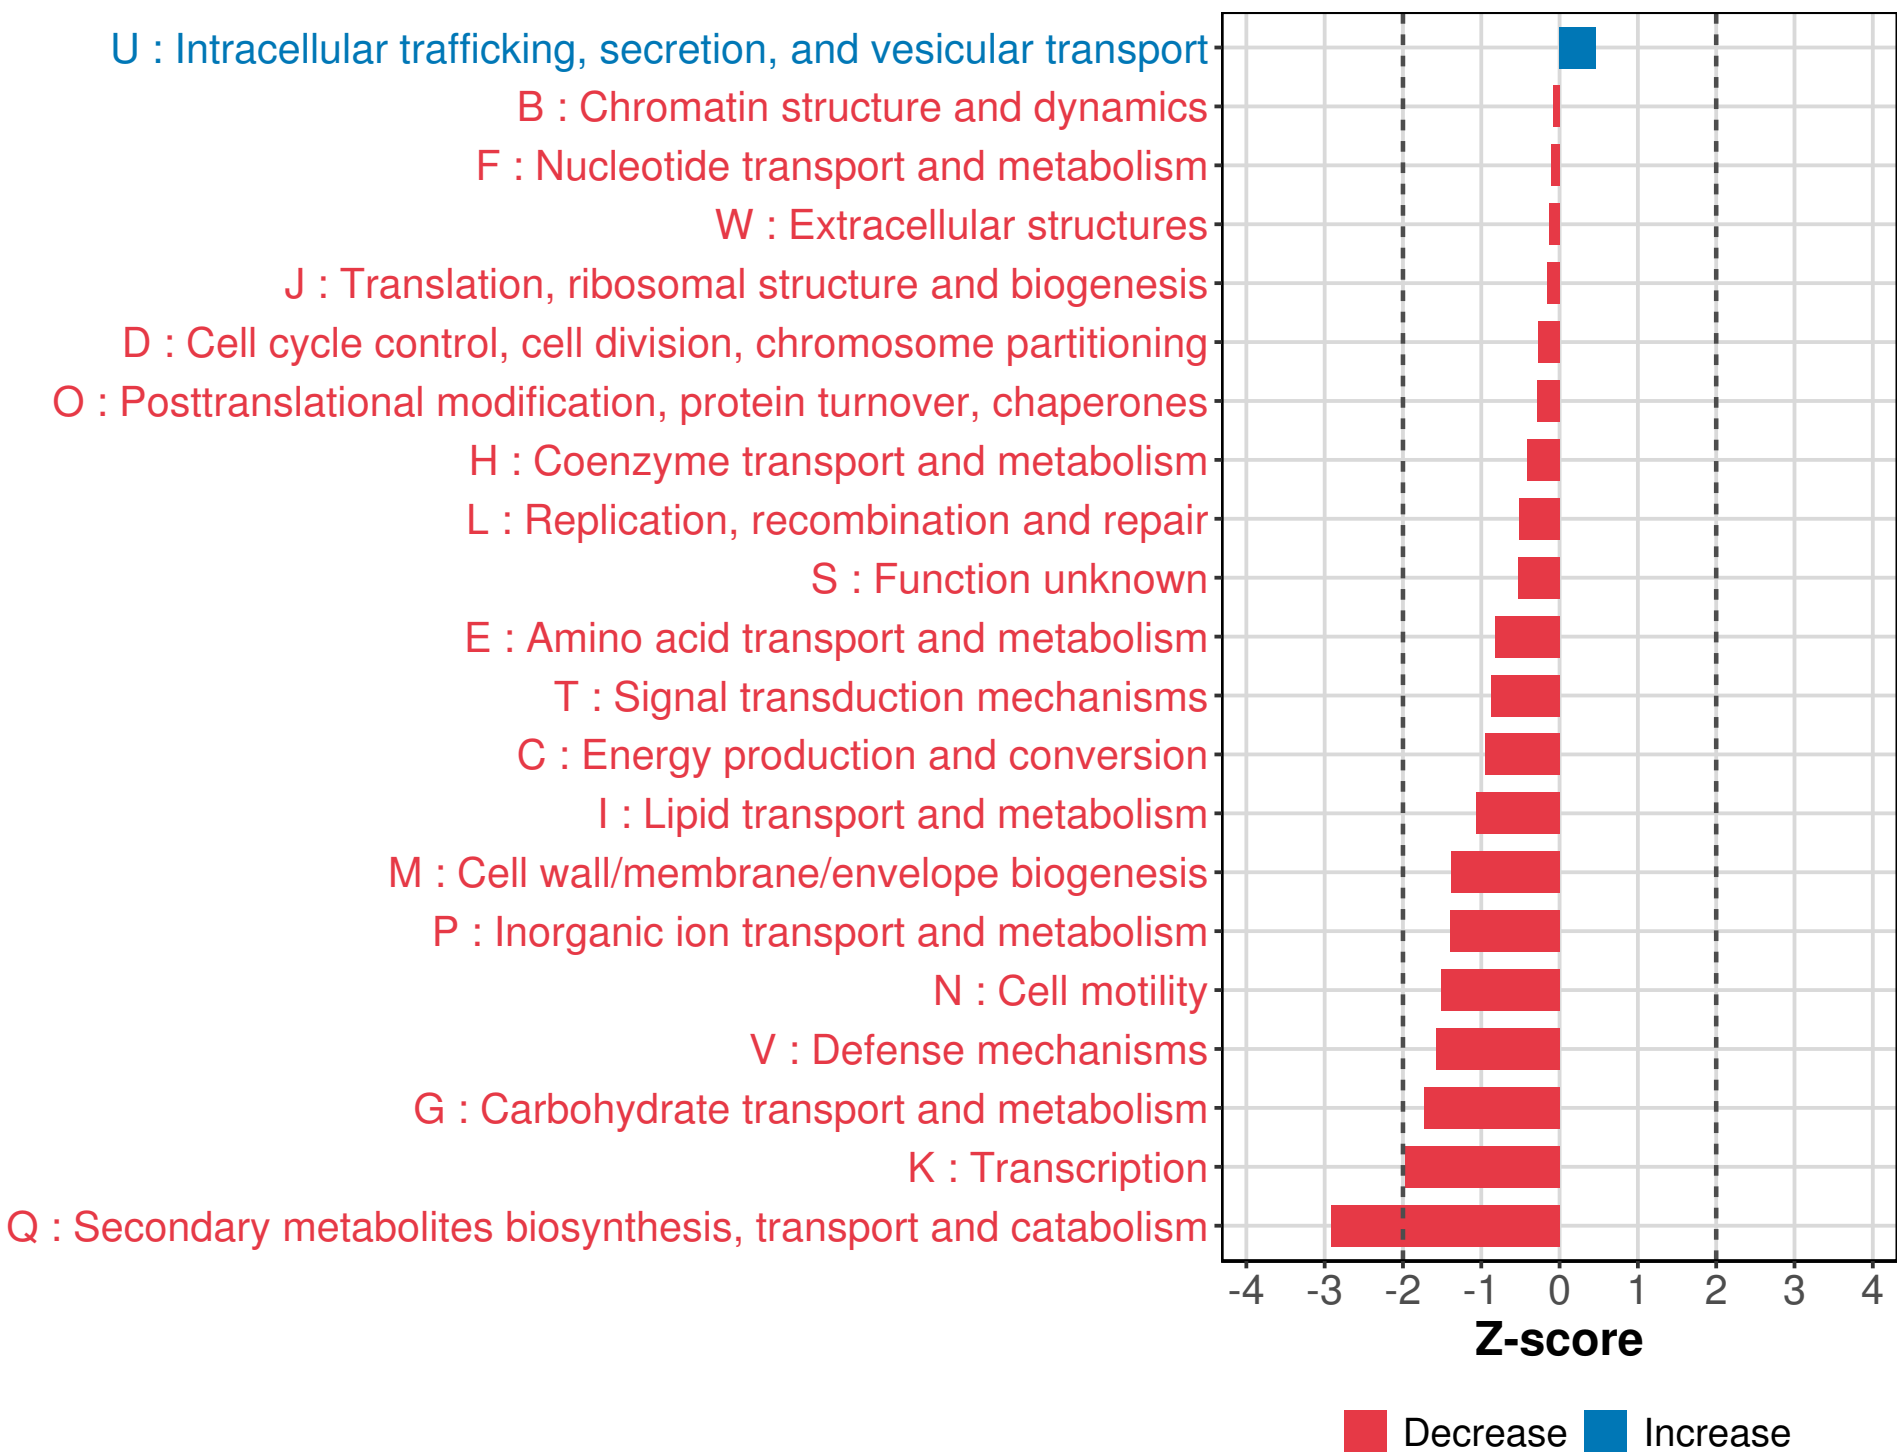 U : Intracellular trafficking, secretion, and vesicular transport
B : Chromatin structure and dynamics
F : Nucleotide transport and metabolism
W : Extracellular structures
J : Translation, ribosomal structure and biogenesis
D : Cell cycle control, cell division, chromosome partitioning
O : Posttranslational modification, protein turnover, chaperones
H : Coenzyme transport and metabolism
L : Replication, recombination and repair
S : Function unknown
E : Amino acid transport and metabolism
T : Signal transduction mechanisms
C : Energy production and conversion
I : Lipid transport and metabolism
M : Cell wall/membrane/envelope biogenesis
P : Inorganic ion transport and metabolism
N : Cell motility
V : Defense mechanisms
G : Carbohydrate transport and metabolism
K : Transcription
Q : Secondary metabolites biosynthesis, transport and catabolism
-4 -3 -2 -1 0 1 2 3 4
Z-score
Decrease Increase